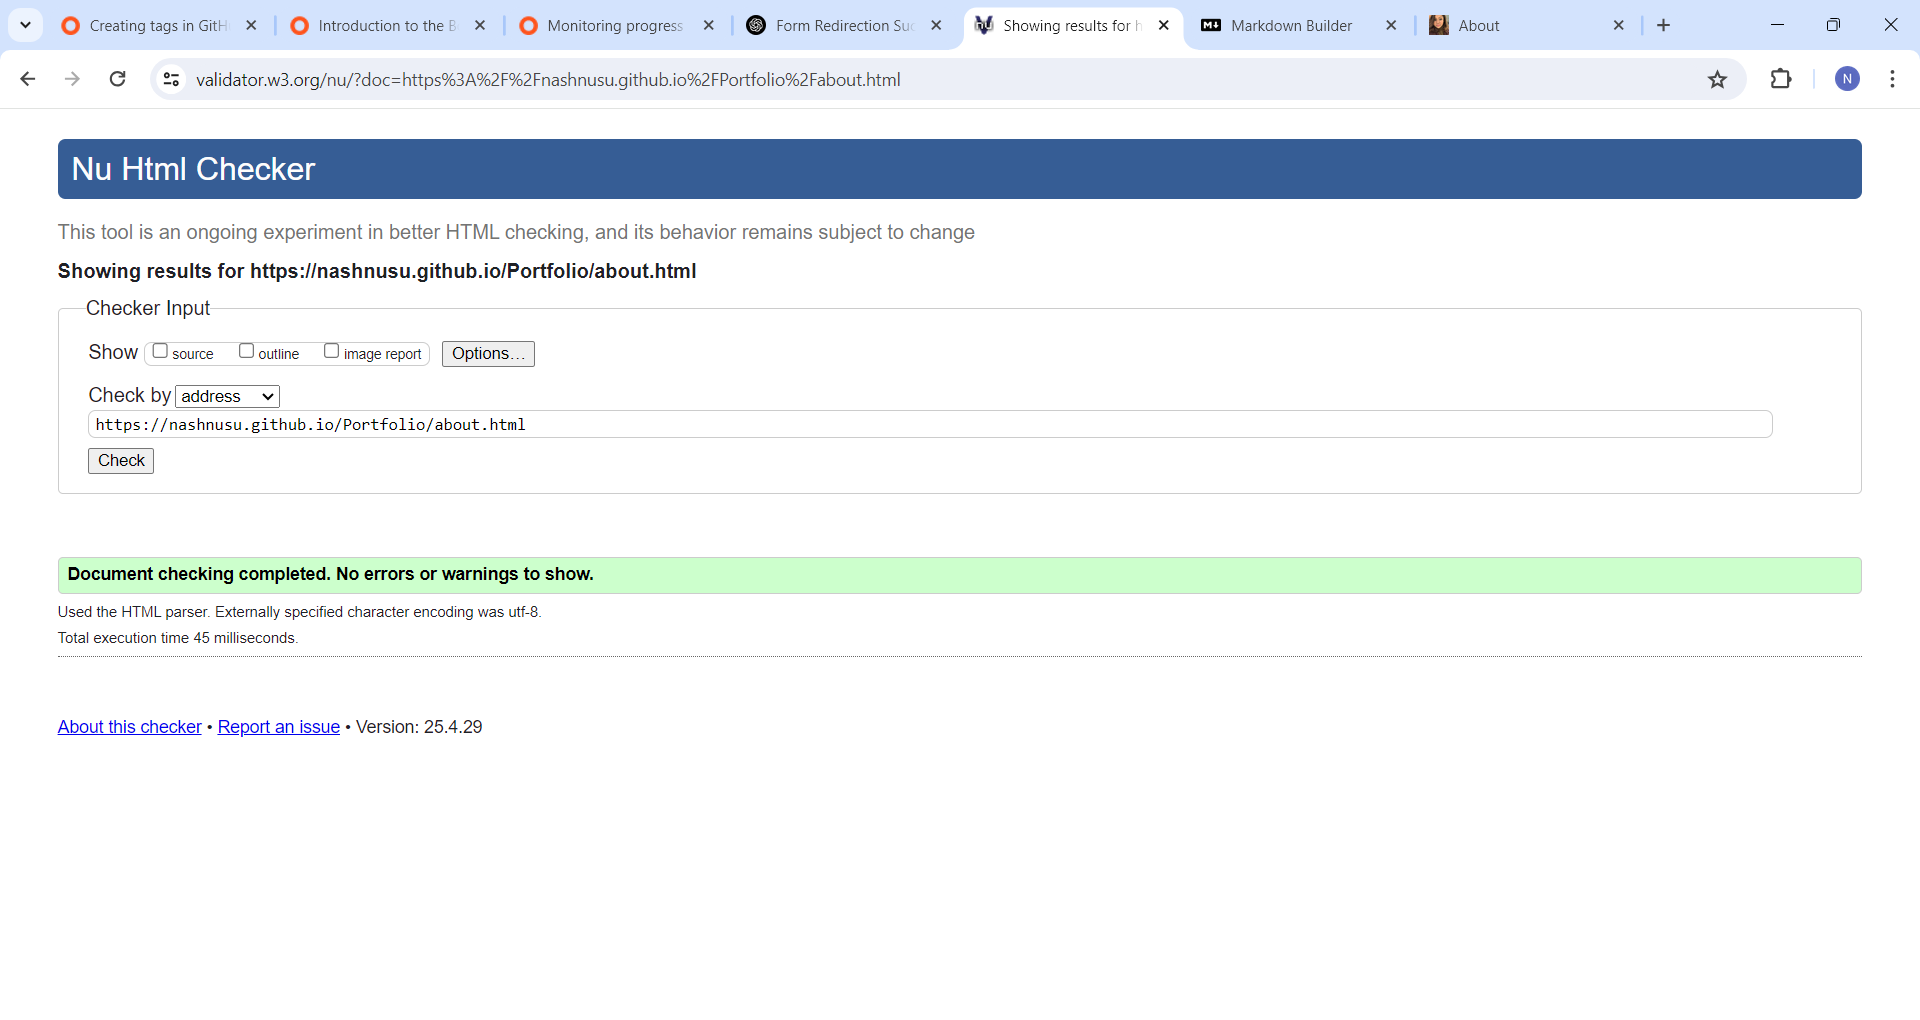 Creating tags in GitH
Introduction to the B
Monitoring progress
Form Redirection Suc
Showing results for h
Markdown Builder
About
validator.w3.org/nu/?doc=https%3A%2F%2Fnashnusu.github.io%2FPortfolio%2Fabout.html
N
Nu Html Checker
This tool is an ongoing experiment in better HTML checking, and its behavior remains subject to change
Showing results for https://nashnusu.github.io/Portfolio/about.html
Checker Input
Show source outline image report Options...
Check by address
https://nashnusu.github.io/Portfolio/about.html
Check
Document checking completed. No errors or warnings to show.
Used the HTML parser. Externally specified character encoding was utf-8.
Total execution time 45 milliseconds.
About this checker • Report an issue • Version: 25.4.29